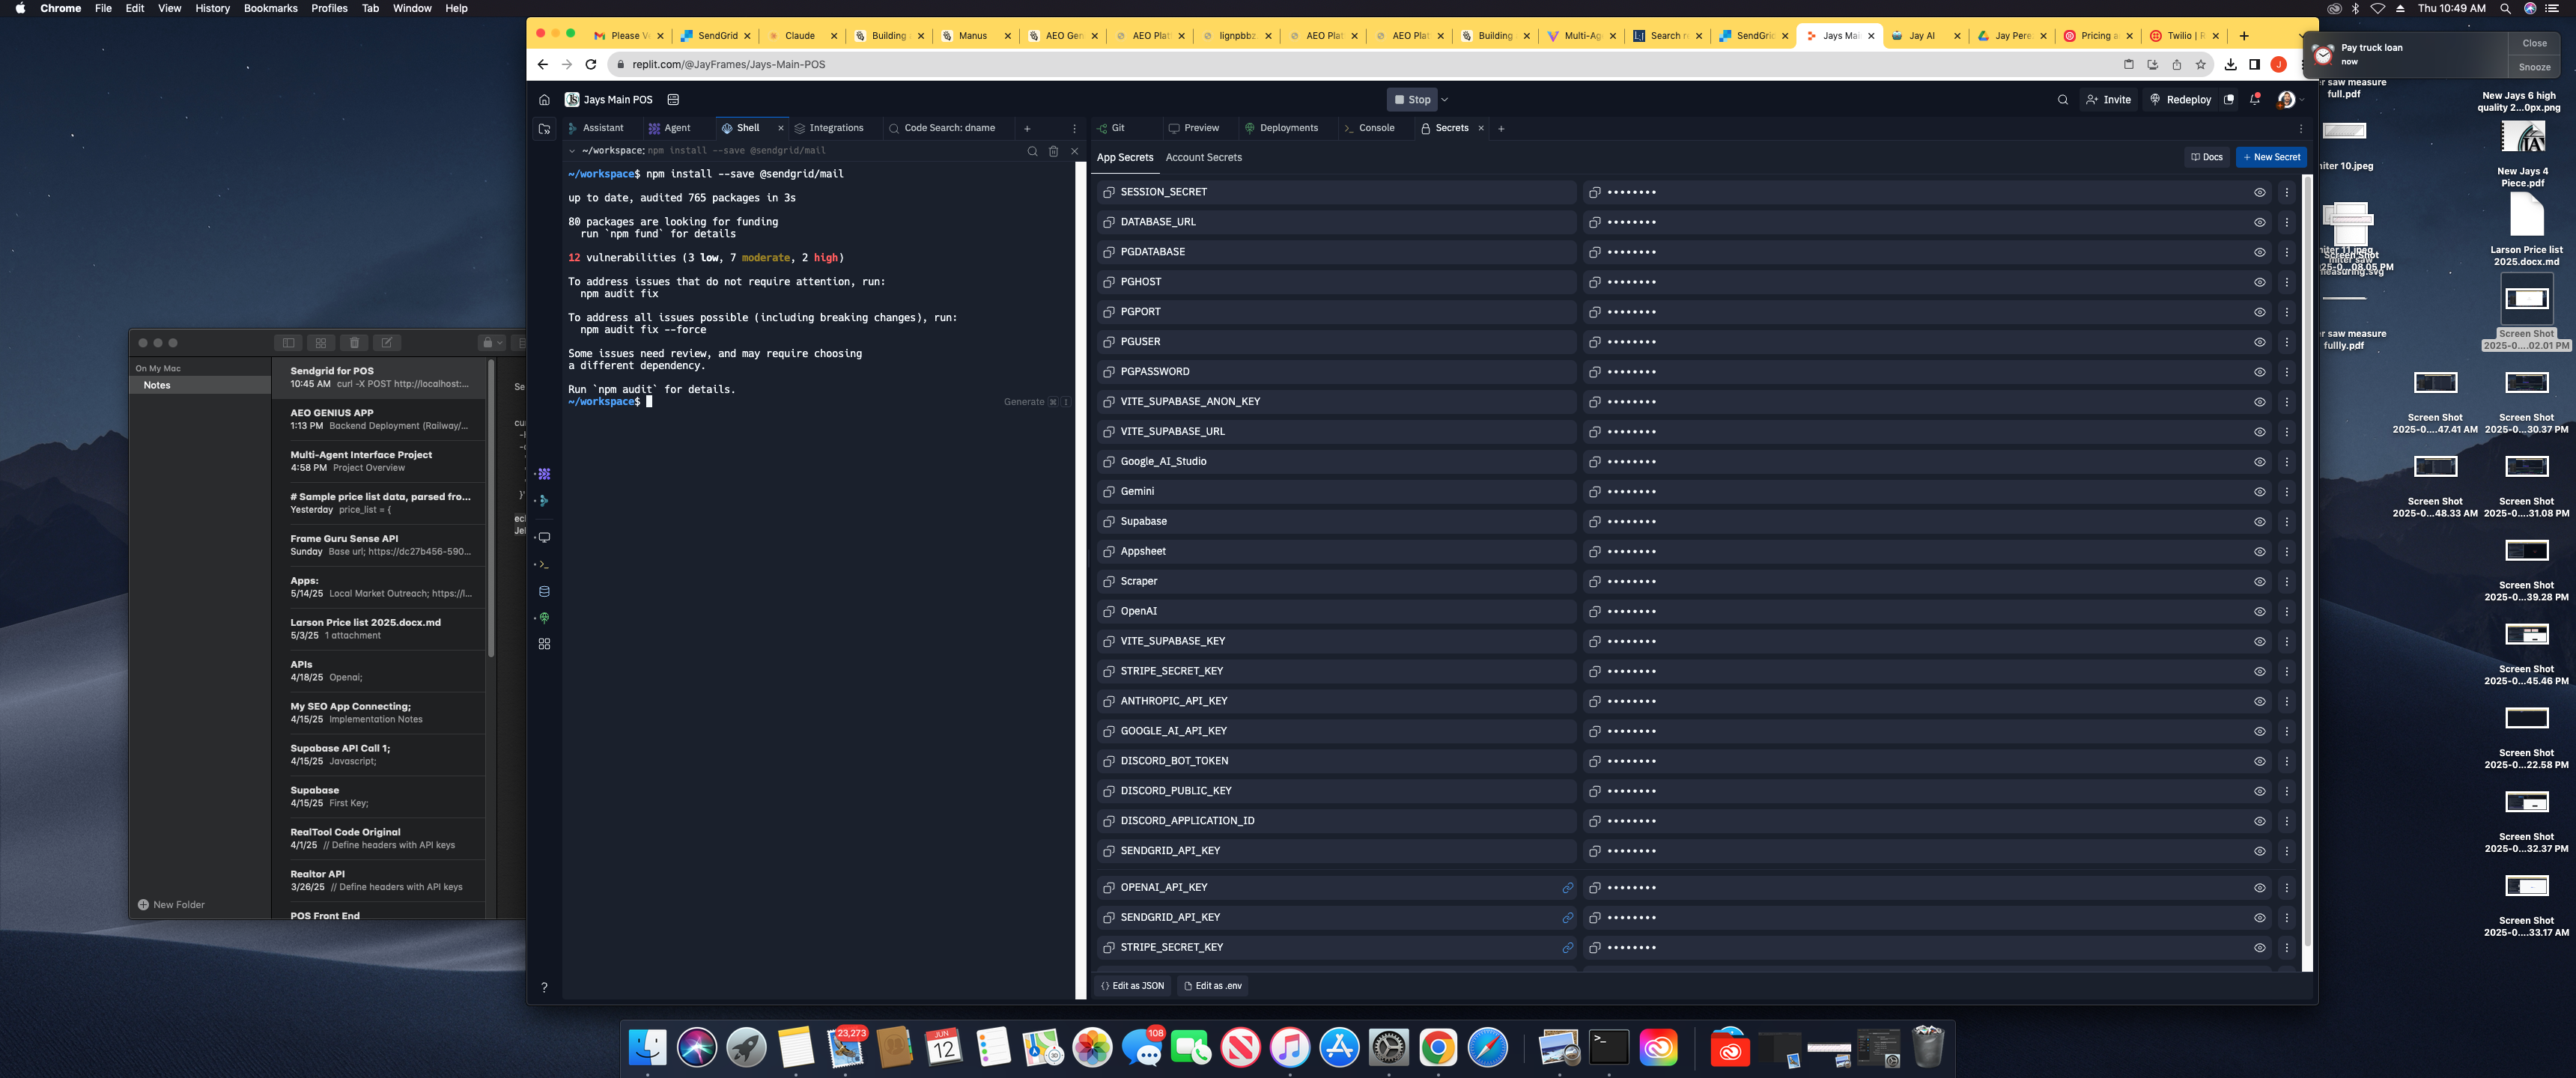 Chrome File Edit View History Bookmarks Profiles Tab Window Help
Thu 10:49 AM
Please V
SendGrid
Claude
Building
Manus
AEO Gen
AEO Plat
lignpbbz
AEO Plat
AEO Plat
Building
Multi-Ag
Search r
SendGri
Jays Mai
Jay AI
Jay Pere
Pricing a
Twilio | R
replit.com/@JayFrames/Jays-Main-POS
J
Pay truck loan
now
Close
Snooze
Jays Main POS
Stop
Invite
Redeploy
Assistant
Agent
Shell
Integrations
Code Search: dname
Git
Preview
Deployments
Console
Secrets
~/workspace: npm install --save @sendgrid/mail
~/workspace$ npm install --save @sendgrid/mail
up to date, audited 765 packages in 3s
80 packages are looking for funding
run `npm fund` for details
12 vulnerabilities (3 low, 7 moderate, 2 high)
To address issues that do not require attention, run:
npm audit fix
To address all issues possible (including breaking changes), run:
npm audit fix --force
Some issues need review, and may require choosing
a different dependency.
Run `npm audit` for details.
~/workspace$
Generate ⌘ I
App Secrets
Account Secrets
Docs
+ New Secret
SESSION_SECRET
DATABASE_URL
PGDATABASE
PGHOST
PGPORT
PGUSER
PGPASSWORD
VITE_SUPABASE_ANON_KEY
VITE_SUPABASE_URL
Google_AI_Studio
Gemini
Supabase
Appsheet
Scraper
OpenAI
VITE_SUPABASE_KEY
STRIPE_SECRET_KEY
ANTHROPIC_API_KEY
GOOGLE_AI_API_KEY
DISCORD_BOT_TOKEN
DISCORD_PUBLIC_KEY
DISCORD_APPLICATION_ID
SENDGRID_API_KEY
OPENAI_API_KEY
SENDGRID_API_KEY
STRIPE_SECRET_KEY
{} Edit as JSON
Edit as .env
On My Mac
Notes
New Folder
Sendgrid for POS
10:45 AM curl -X POST http://localhost:...
AEO GENIUS APP
1:13 PM Backend Deployment (Railway/...
Multi-Agent Interface Project
4:58 PM Project Overview
# Sample price list data, parsed fro...
Yesterday price_list = {
Frame Guru Sense API
Sunday Base url; https://dc27b456-590...
Apps:
5/14/25 Local Market Outreach; https://l...
Larson Price list 2025.docx.md
5/3/25 1 attachment
APIs
4/18/25 Openai;
My SEO App Connecting;
4/15/25 Implementation Notes
Supabase API Call 1;
4/15/25 Javascript;
Supabase
4/15/25 First Key;
RealTool Code Original
4/1/25 // Define headers with API keys
Realtor API
3/26/25 // Define headers with API keys
POS Front End
Se
cu
ec
Je
r saw measure
full.pdf
New Jays 6 high
quality 2...0px.png
niter 10.jpeg
New Jays 4
Piece.pdf
Larson Price list
2025.docx.md
Screen Shot
r saw measure
fullly.pdf
Screen Shot
2025-0....02.01 PM
Screen Shot
2025-0...47.41 AM
Screen Shot
2025-0...30.37 PM
Screen Shot
2025-0...48.33 AM
Screen Shot
2025-0....31.08 PM
Screen Shot
2025-0...39.28 PM
Screen Shot
2025-0...45.46 PM
Screen Shot
2025-0...22.58 PM
Screen Shot
2025-0...32.37 PM
Screen Shot
2025-0....33.17 AM
23,273
JUN
12
108